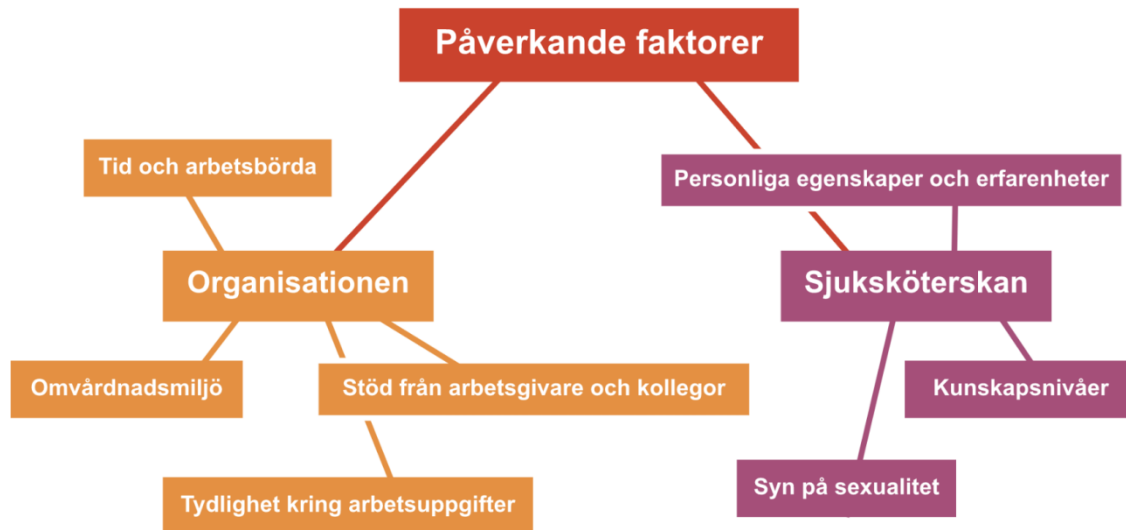 Påverkande faktorer
Tid och arbetsbörda
Personliga egenskaper och erfarenheter
Organisationen
Sjuksköterskan
Omvårdnadsmiljö
Stöd från arbetsgivare och kollegor
Kunskapsnivåer
Tydlighet kring arbetsuppgifter
Syn på sexualitet